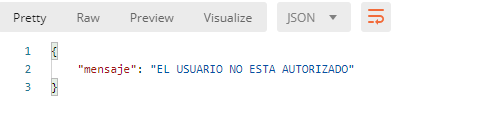 Pretty Raw Preview Visualize JSON
1 {
2 "mensaje": "EL USUARIO NO ESTA AUTORIZADO"
3 }